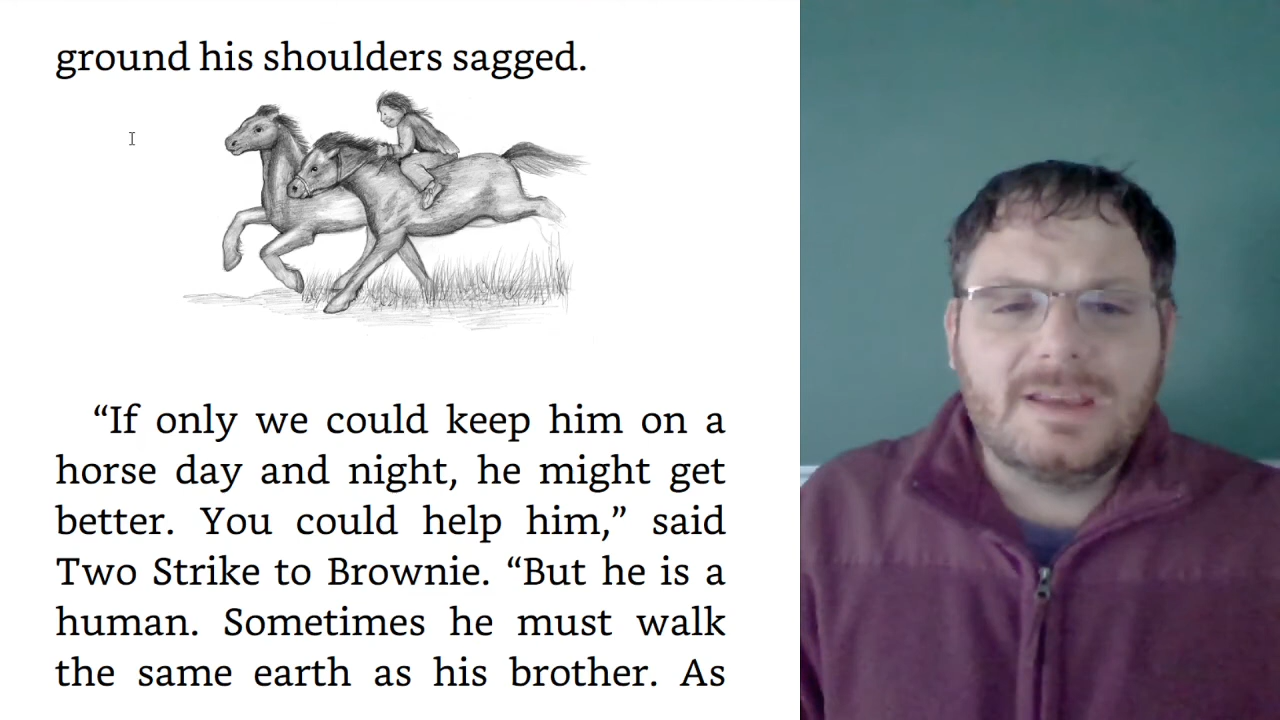 ground his shoulders sagged.
“If only we could keep him on a
horse day and night, he might get
better. You could help him,” said
Two Strike to Brownie. “But he is a
human. Sometimes he must walk
the same earth as his brother. As